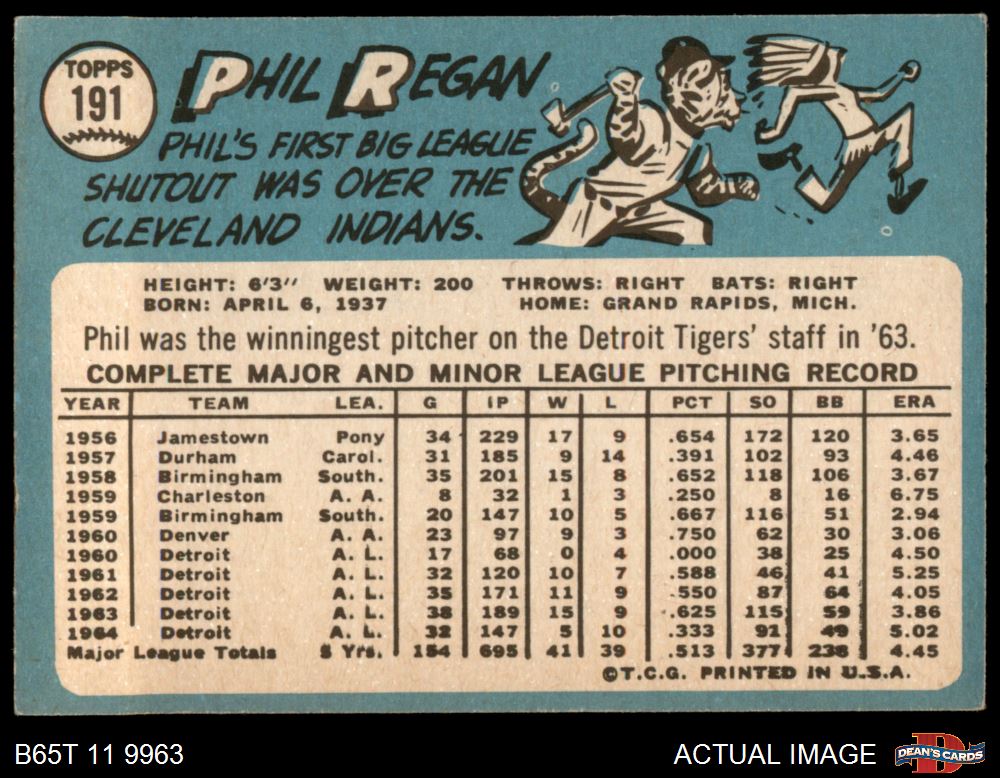 TOPPS
191
PHIL REGAN
PHIL'S FIRST BIG LEAGUE
SHUTOUT WAS OVER THE
CLEVELAND INDIANS.
HEIGHT: 6'3" WEIGHT: 200 THROWS: RIGHT BATS: RIGHT
BORN: APRIL 6, 1937 HOME: GRAND RAPIDS, MICH.
Phil was the winningest pitcher on the Detroit Tigers' staff in '63.
COMPLETE MAJOR AND MINOR LEAGUE PITCHING RECORD
YEAR TEAM LEA. G IP W L PCT SO BB ERA
1956 Jamestown Pony 34 229 17 9 .654 172 120 3.65
1957 Durham Carol. 31 185 9 14 .391 102 93 4.46
1958 Birmingham South. 35 201 15 8 .652 118 106 3.67
1959 Charleston A. A. 8 32 1 3 .250 8 16 6.75
1959 Birmingham South. 20 147 10 5 .667 116 51 2.94
1960 Denver A. A. 23 97 9 3 .750 62 30 3.06
1960 Detroit A. L. 17 68 0 4 .000 38 25 4.50
1961 Detroit A. L. 32 120 10 7 .588 46 41 5.25
1962 Detroit A. L. 35 171 11 9 .550 87 64 4.05
1963 Detroit A. L. 38 189 15 9 .625 115 59 3.86
1964 Detroit A. L. 32 147 5 10 .333 91 49 5.02
Major League Totals 5 Yrs. 154 695 41 39 .513 377 238 4.45
©T.C.G. PRINTED IN U.S.A.
B65T 11 9963 ACTUAL IMAGE
DEAN'S CARDS